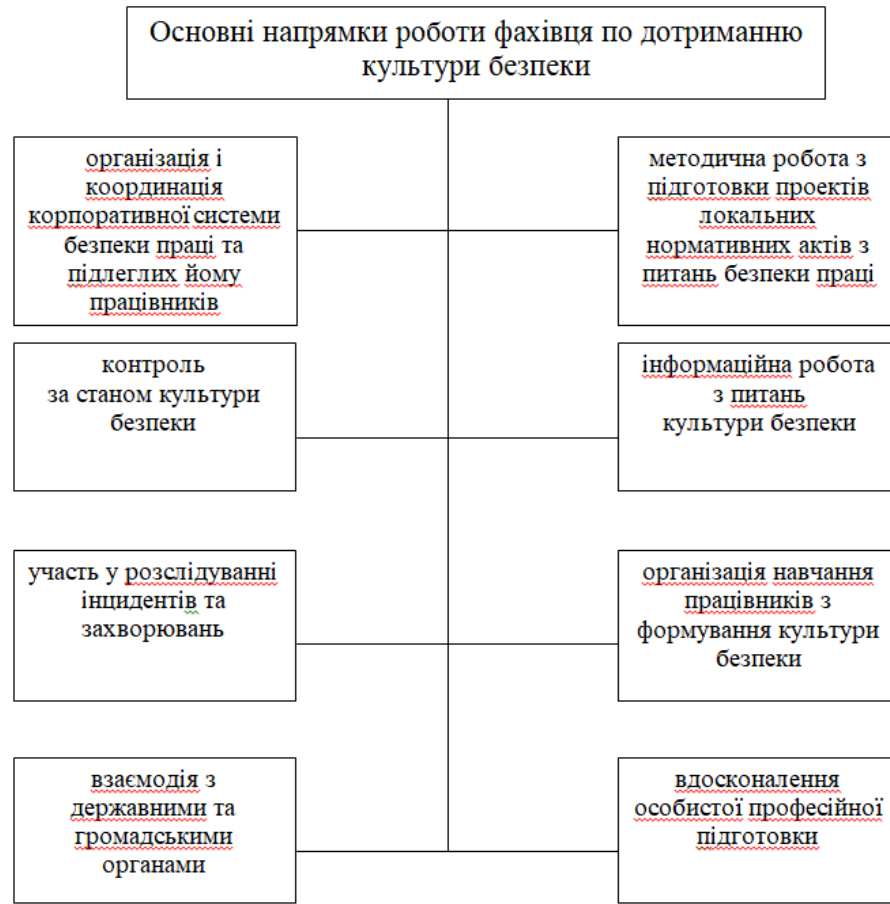 Основні напрямки роботи фахівця по дотриманню
культури безпеки
організація і
координація
корпоративної системи
безпеки праці та
підлеглих йому
працівників
методична робота з
підготовки проектів
локальних
нормативних актів з
питань безпеки праці
контроль
за станом культури
безпеки
інформаційна робота
з питань
культури безпеки
участь у розслідуванні
інцидентів та
захворювань
організація навчання
працівників з
формування культури
безпеки
взаємодія з
державними та
громадськими
органами
вдосконалення
особистої професійної
підготовки